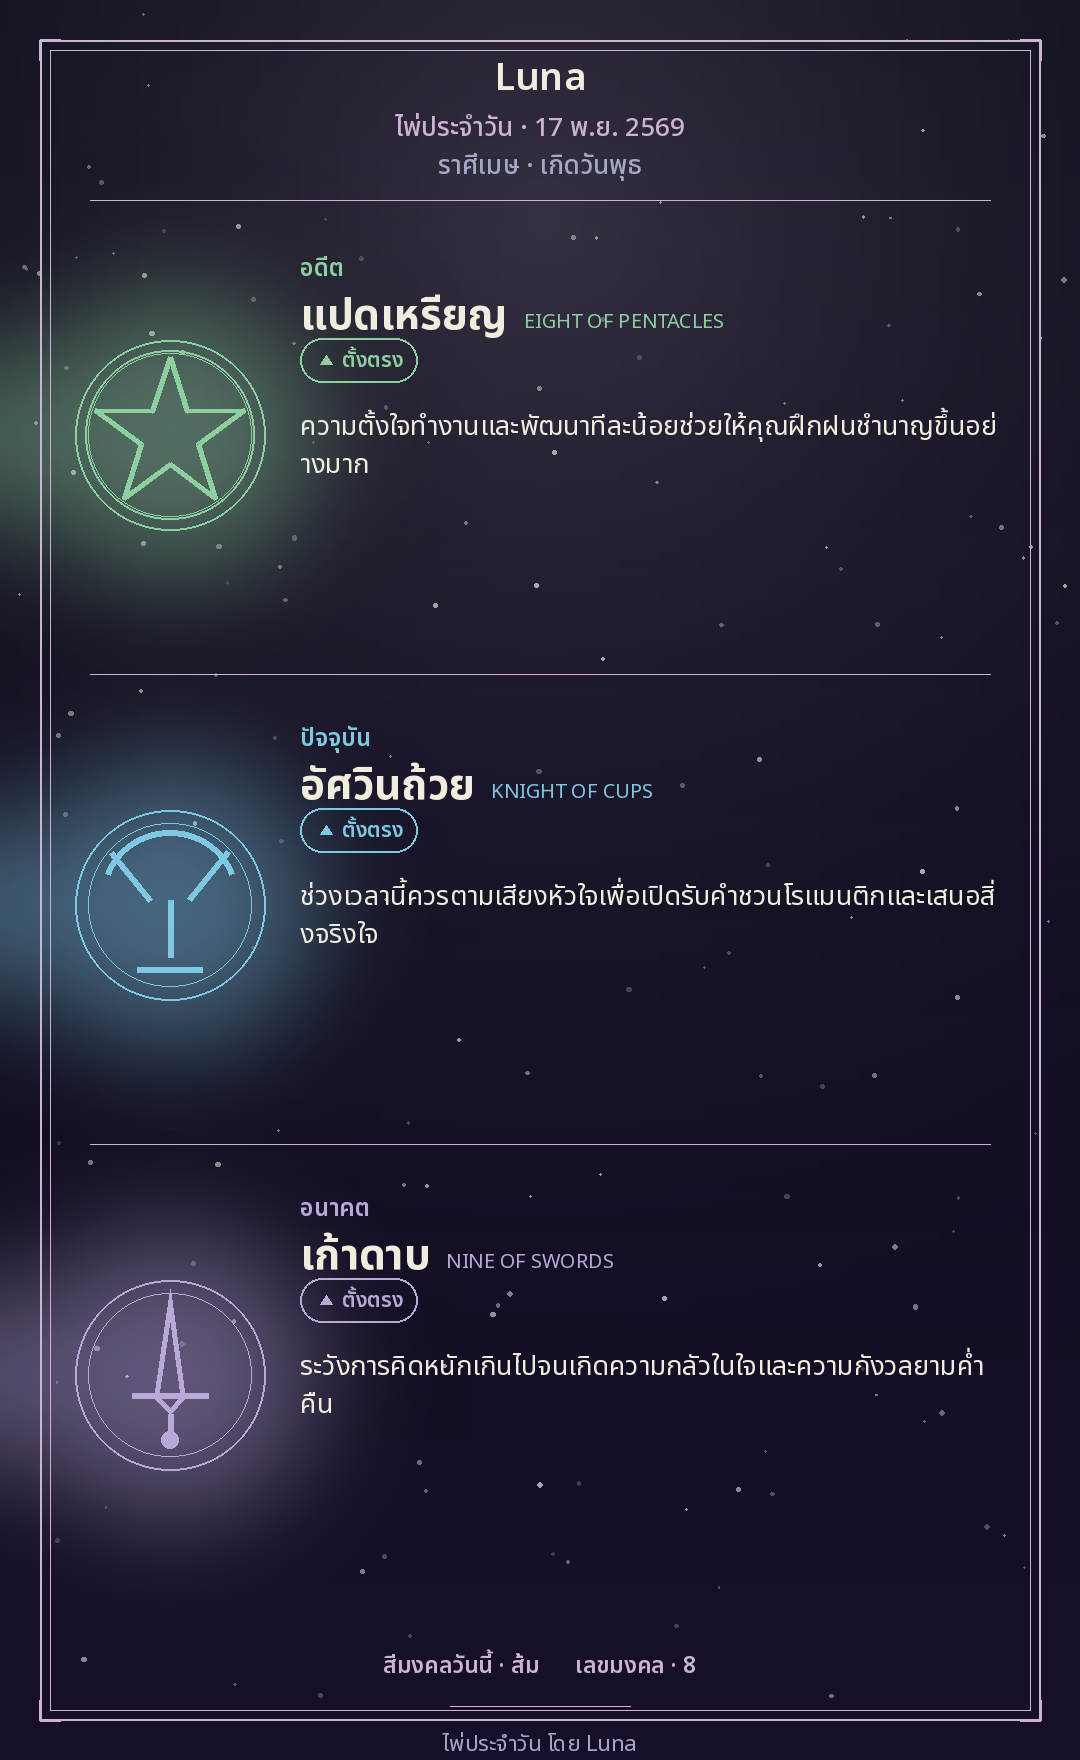 Luna
ไพ่ประจำวัน · 17 พ.ย. 2569
ราศีเมษ · เกิดวันพุธ
อดีต
แปดเหรียญ EIGHT OF PENTACLES
▲ ตั้งตรง
ความตั้งใจทำงานและพัฒนาทีละน้อยช่วยให้คุณฝึกฝนชำนาญขึ้นอย่
างมาก
ปัจจุบัน
อัศวินถ้วย KNIGHT OF CUPS
▲ ตั้งตรง
ช่วงเวลานี้ควรตามเสียงหัวใจเพื่อเปิดรับคำชวนโรแมนติกและเสนอสิ่
งจริงใจ
อนาคต
เก้าดาบ NINE OF SWORDS
▲ ตั้งตรง
ระวังการคิดหนักเกินไปจนเกิดความกลัวในใจและความกังวลยามค่ำ
คืน
สีมงคลวันนี้ · ส้ม เลขมงคล · 8
ไพ่ประจำวัน โดย Luna